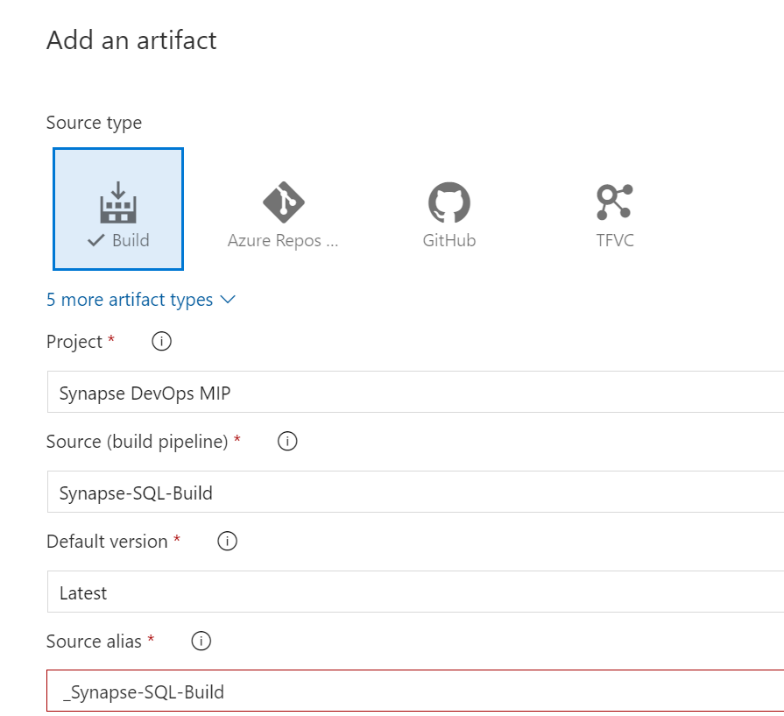 Add an artifact
Source type
Build
Azure Repos ...
GitHub
TFVC
5 more artifact types
Project *
Synapse DevOps MIP
Source (build pipeline) *
Synapse-SQL-Build
Default version *
Latest
Source alias *
_Synapse-SQL-Build